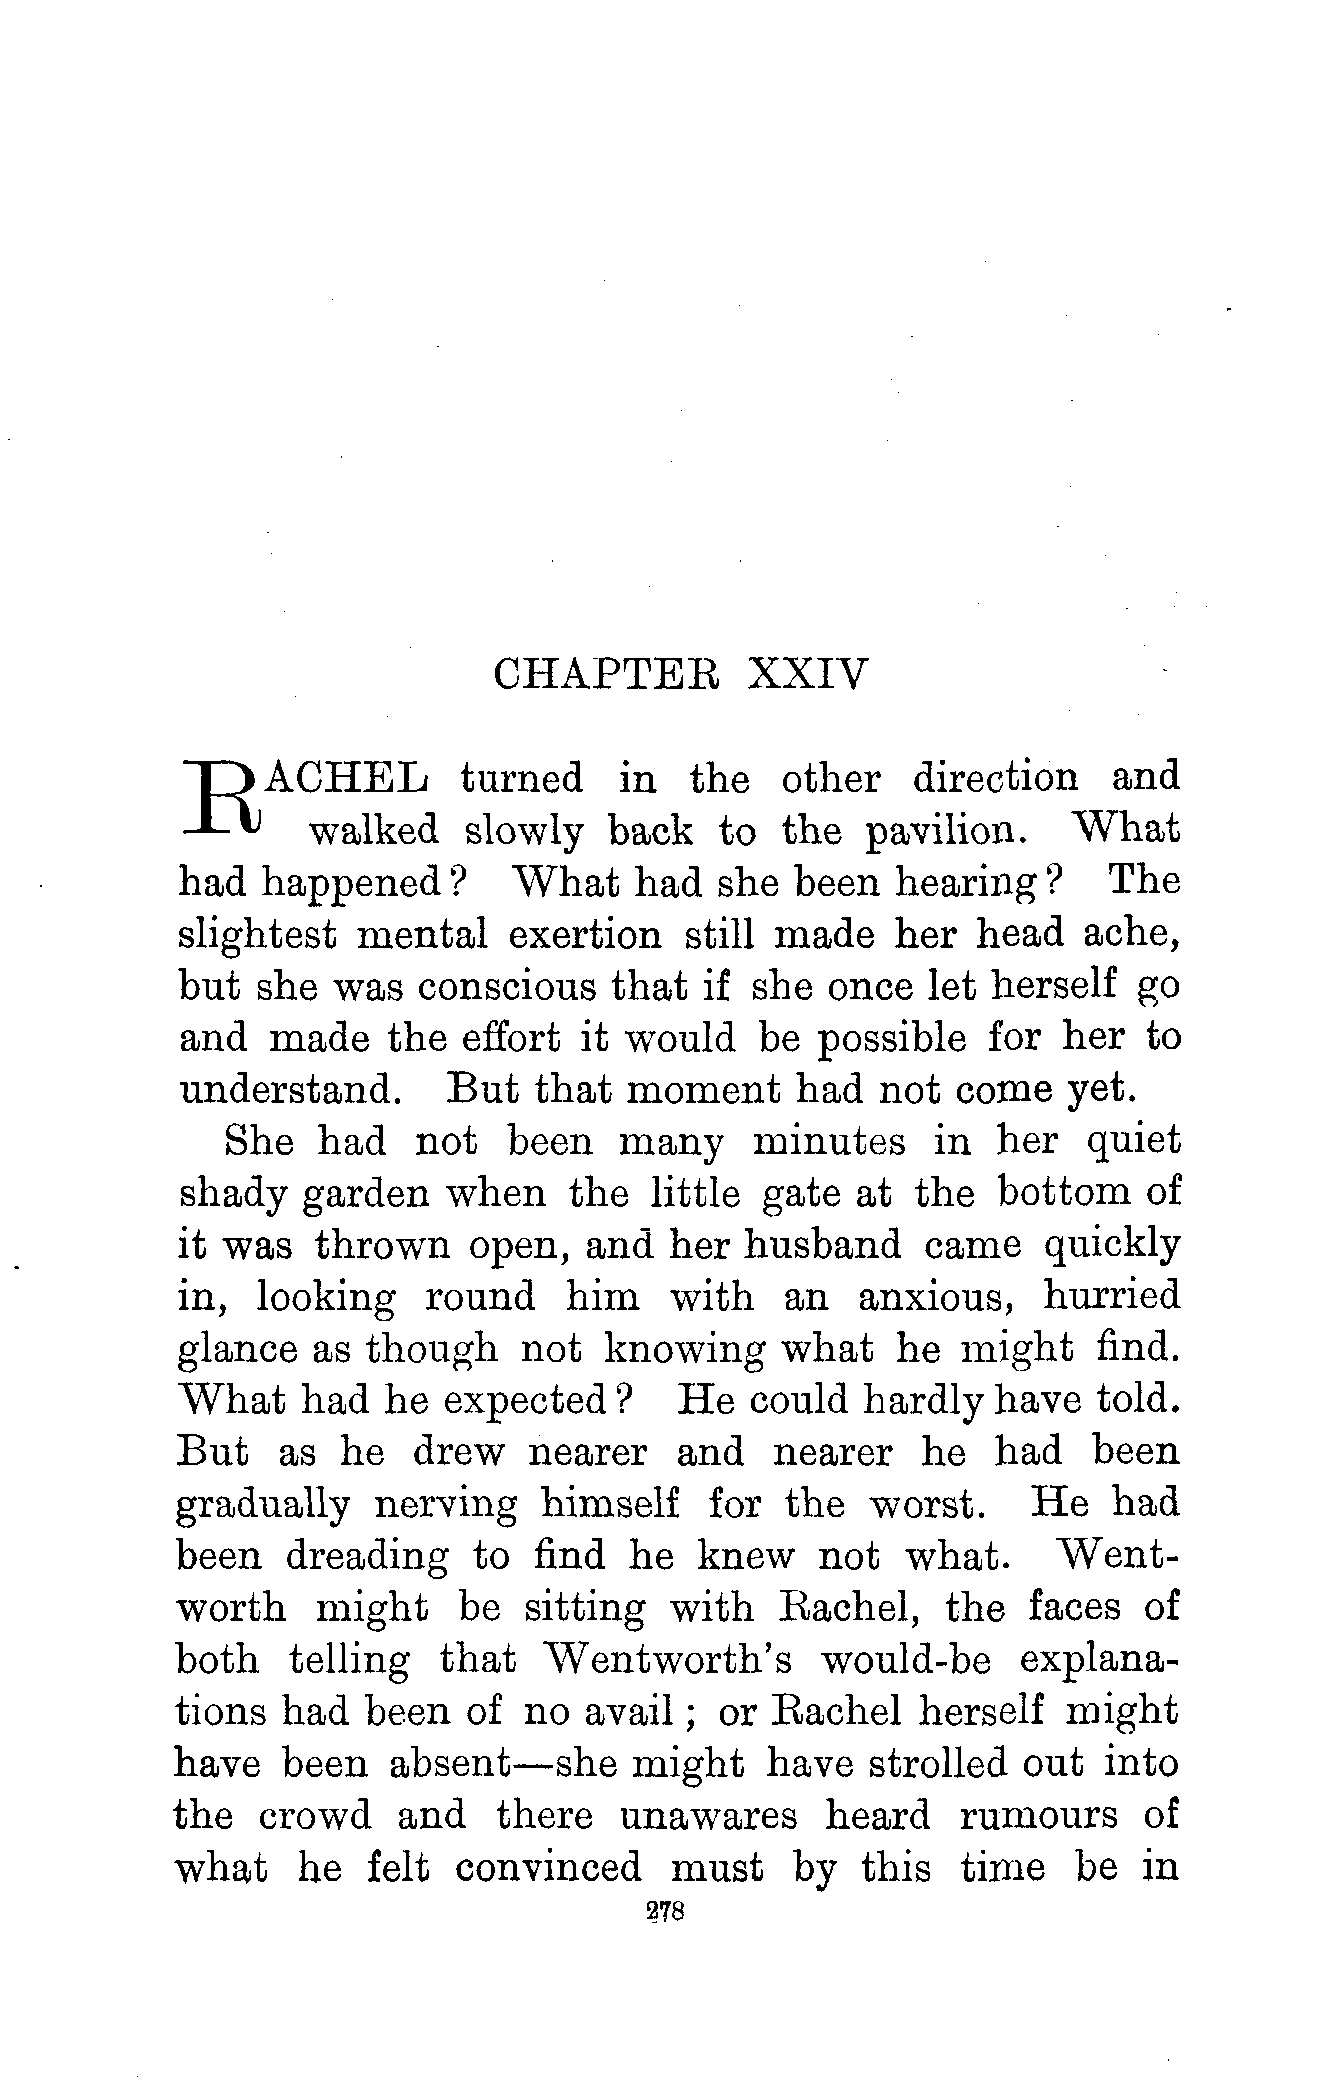 CHAPTER XXIV
RACHEL turned in the other direction and
walked slowly back to the pavilion. What
had happened? What had she been hearing? The
slightest mental exertion still made her head ache,
but she was conscious that if she once let herself go
and made the effort it would be possible for her to
understand. But that moment had not come yet.
She had not been many minutes in her quiet
shady garden when the little gate at the bottom of
it was thrown open, and her husband came quickly
in, looking round him with an anxious, hurried
glance as though not knowing what he might find.
What had he expected? He could hardly have told.
But as he drew nearer and nearer he had been
gradually nerving himself for the worst. He had
been dreading to find he knew not what. Went-
worth might be sitting with Rachel, the faces of
both telling that Wentworth's would-be explana-
tions had been of no avail; or Rachel herself might
have been absent—she might have strolled out into
the crowd and there unawares heard rumours of
what he felt convinced must by this time be in
278